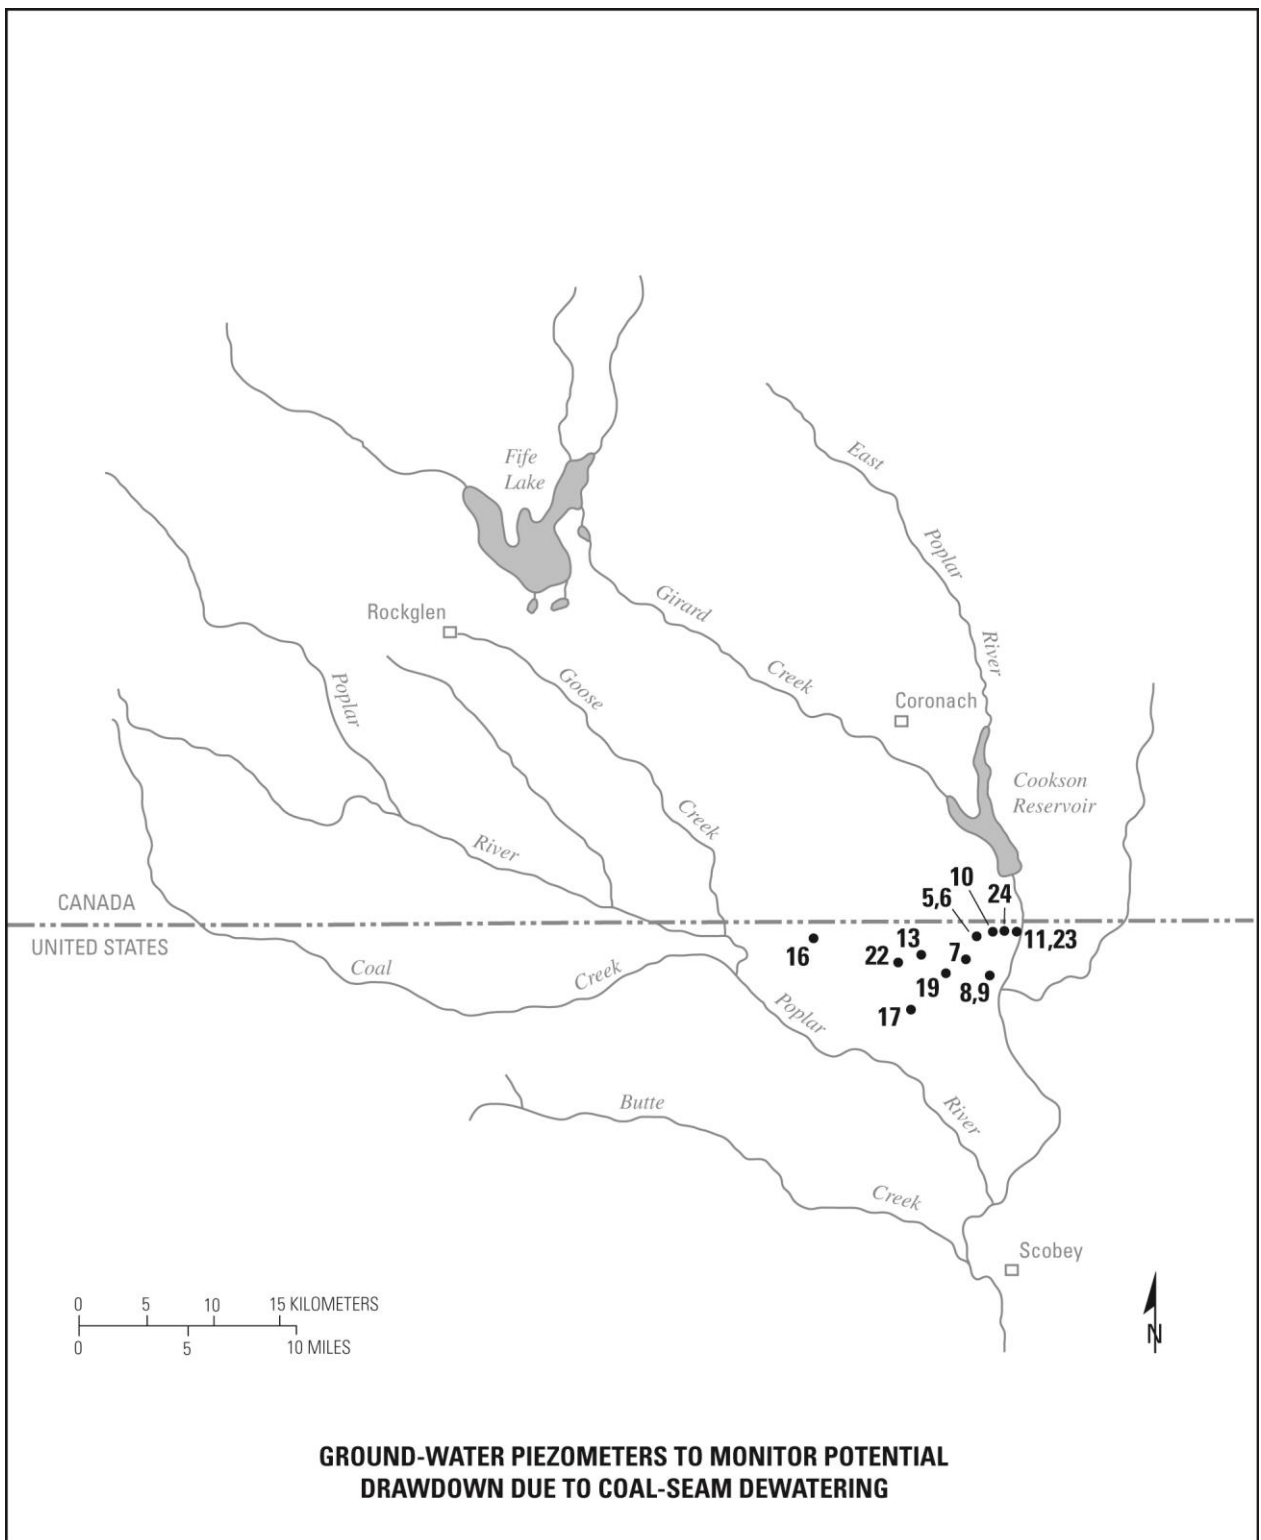 Fife
Lake
East
Poplar
River
Rockglen
Girard
Creek
Goose
Creek
Coronach
Poplar
River
Cookson
Reservoir
CANADA
UNITED STATES
10
24
5,6
11,23
16
13
22
7
19
8,9
17
Coal
Creek
Poplar
River
Butte
Creek
Scobey
0 5 10 15 KILOMETERS
0 5 10 MILES
N
GROUND-WATER PIEZOMETERS TO MONITOR POTENTIAL
DRAWDOWN DUE TO COAL-SEAM DEWATERING